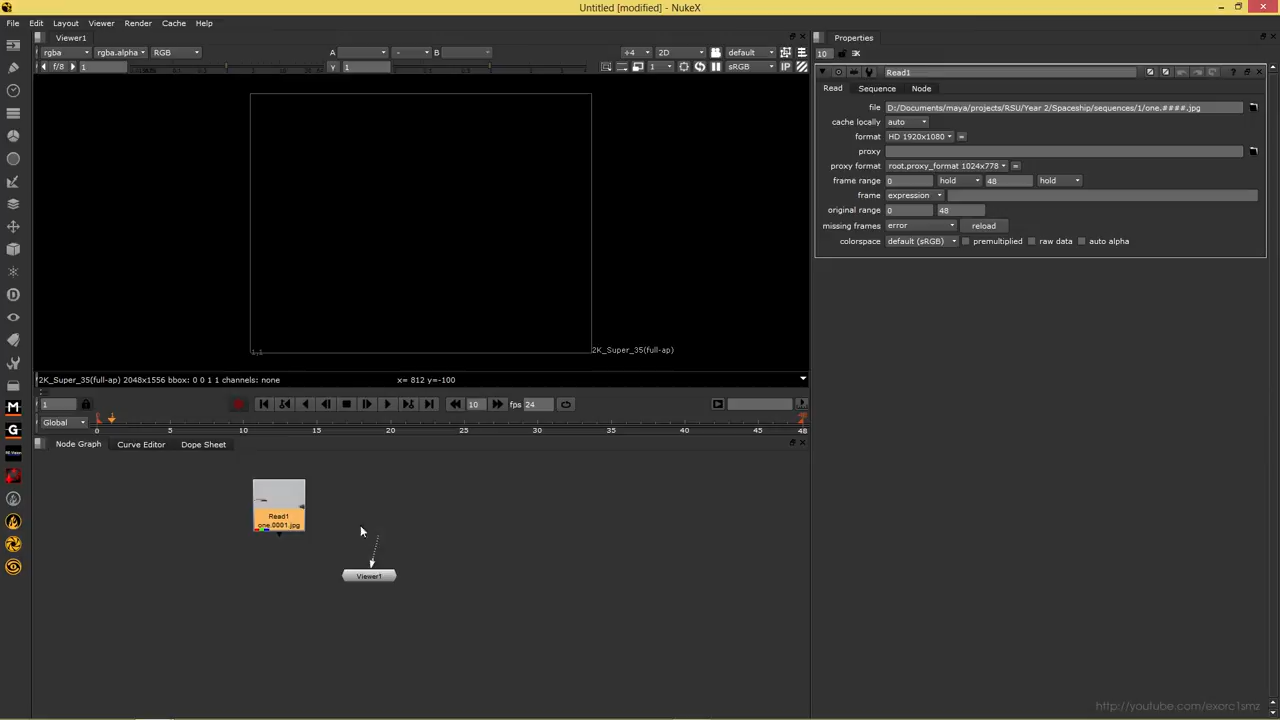 Untitled [modified] - NukeX
File Edit Layout Viewer Render Cache Help
Viewer1
rgba rgba.alpha RGB A - B ÷4 2D default
f/8 1 y 1 1 sRGB IP
2K_Super_35(full-ap)
1,1
2K_Super_35(full-ap) 2048x1556 bbox: 0 0 1 1 channels: none x= 812 y=-100
1 10 fps 24
Global 0 5 10 15 20 25 30 35 40 45 48
Node Graph Curve Editor Dope Sheet
Read1
one.0001.jpg
Viewer1
Properties
10
Read1
Read Sequence Node
file D:/Documents/maya/projects/RSU/Year 2/Spaceship/sequences/1/one.####.jpg
cache locally auto
format HD 1920x1080 =
proxy
proxy format root.proxy_format 1024x778 =
frame range 0 hold 48 hold
frame expression
original range 0 48
missing frames error reload
colorspace default (sRGB) premultiplied raw data auto alpha
http://youtube.com/exorc1smz